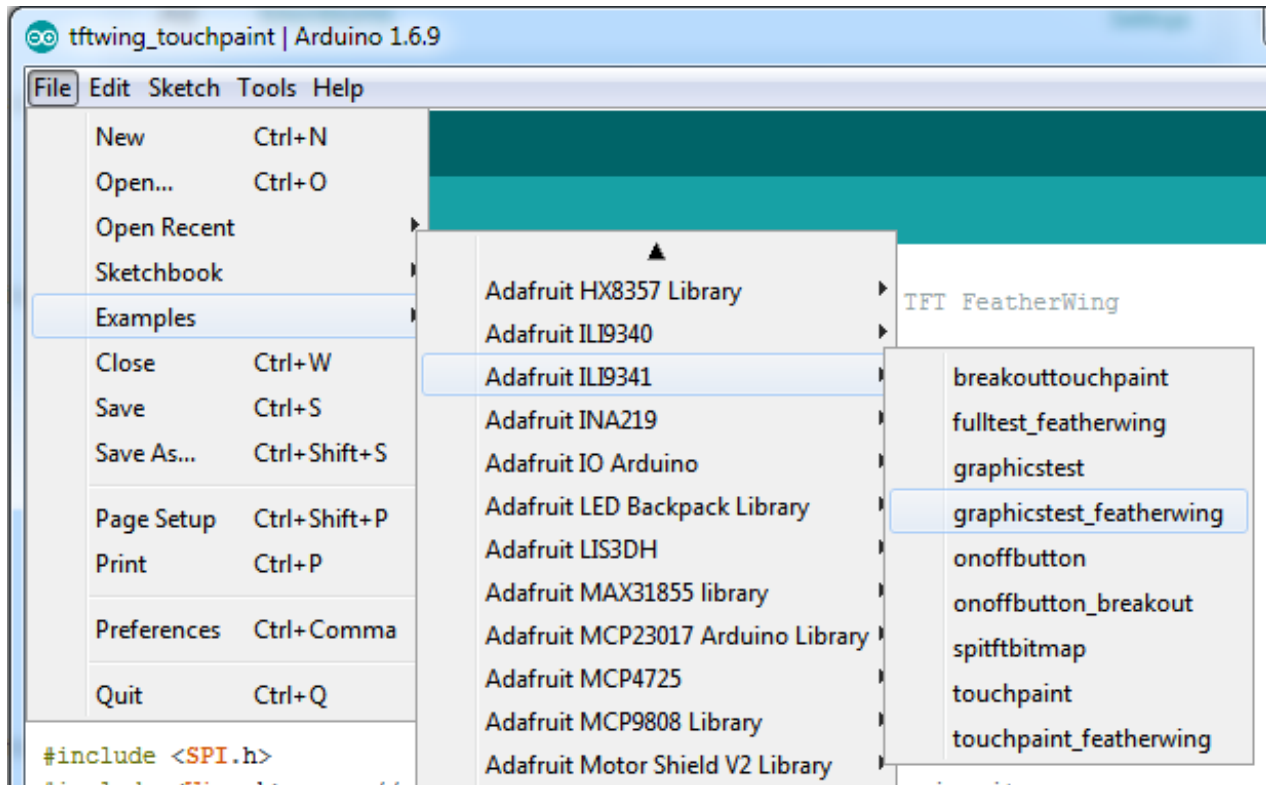 tftwing_touchpaint | Arduino 1.6.9
File Edit Sketch Tools Help
New Ctrl+N
Open... Ctrl+O
Open Recent
Sketchbook
Examples
Close Ctrl+W
Save Ctrl+S
Save As... Ctrl+Shift+S
Page Setup Ctrl+Shift+P
Print Ctrl+P
Preferences Ctrl+Comma
Quit Ctrl+Q
Adafruit HX8357 Library
Adafruit ILI9340
Adafruit ILI9341
Adafruit INA219
Adafruit IO Arduino
Adafruit LED Backpack Library
Adafruit LIS3DH
Adafruit MAX31855 library
Adafruit MCP23017 Arduino Library
Adafruit MCP4725
Adafruit MCP9808 Library
Adafruit Motor Shield V2 Library
TFT FeatherWing
breakouttouchpaint
fulltest_featherwing
graphicstest
graphicstest_featherwing
onoffbutton
onoffbutton_breakout
spitftbitmap
touchpaint
touchpaint_featherwing
#include <SPI.h>